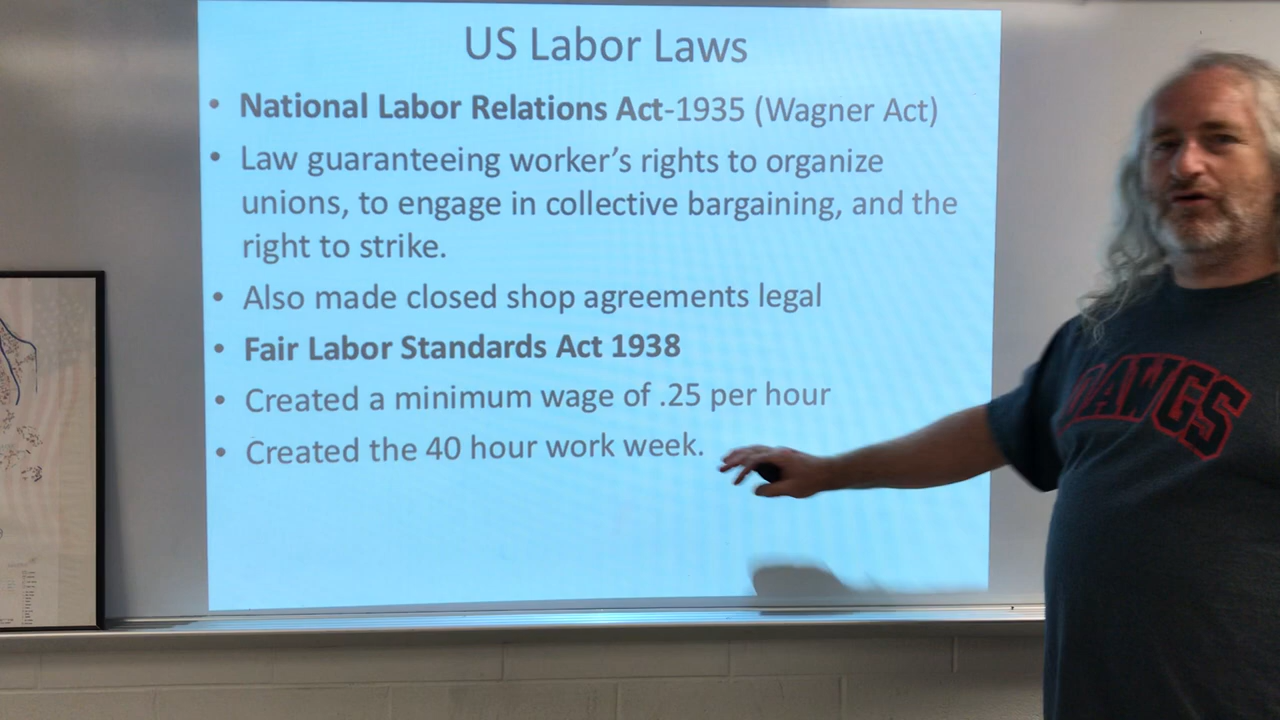 US Labor Laws
• National Labor Relations Act-1935 (Wagner Act)
• Law guaranteeing worker's rights to organize
unions, to engage in collective bargaining, and the
right to strike.
• Also made closed shop agreements legal
• Fair Labor Standards Act 1938
• Created a minimum wage of .25 per hour
• Created the 40 hour work week.
DAWGS